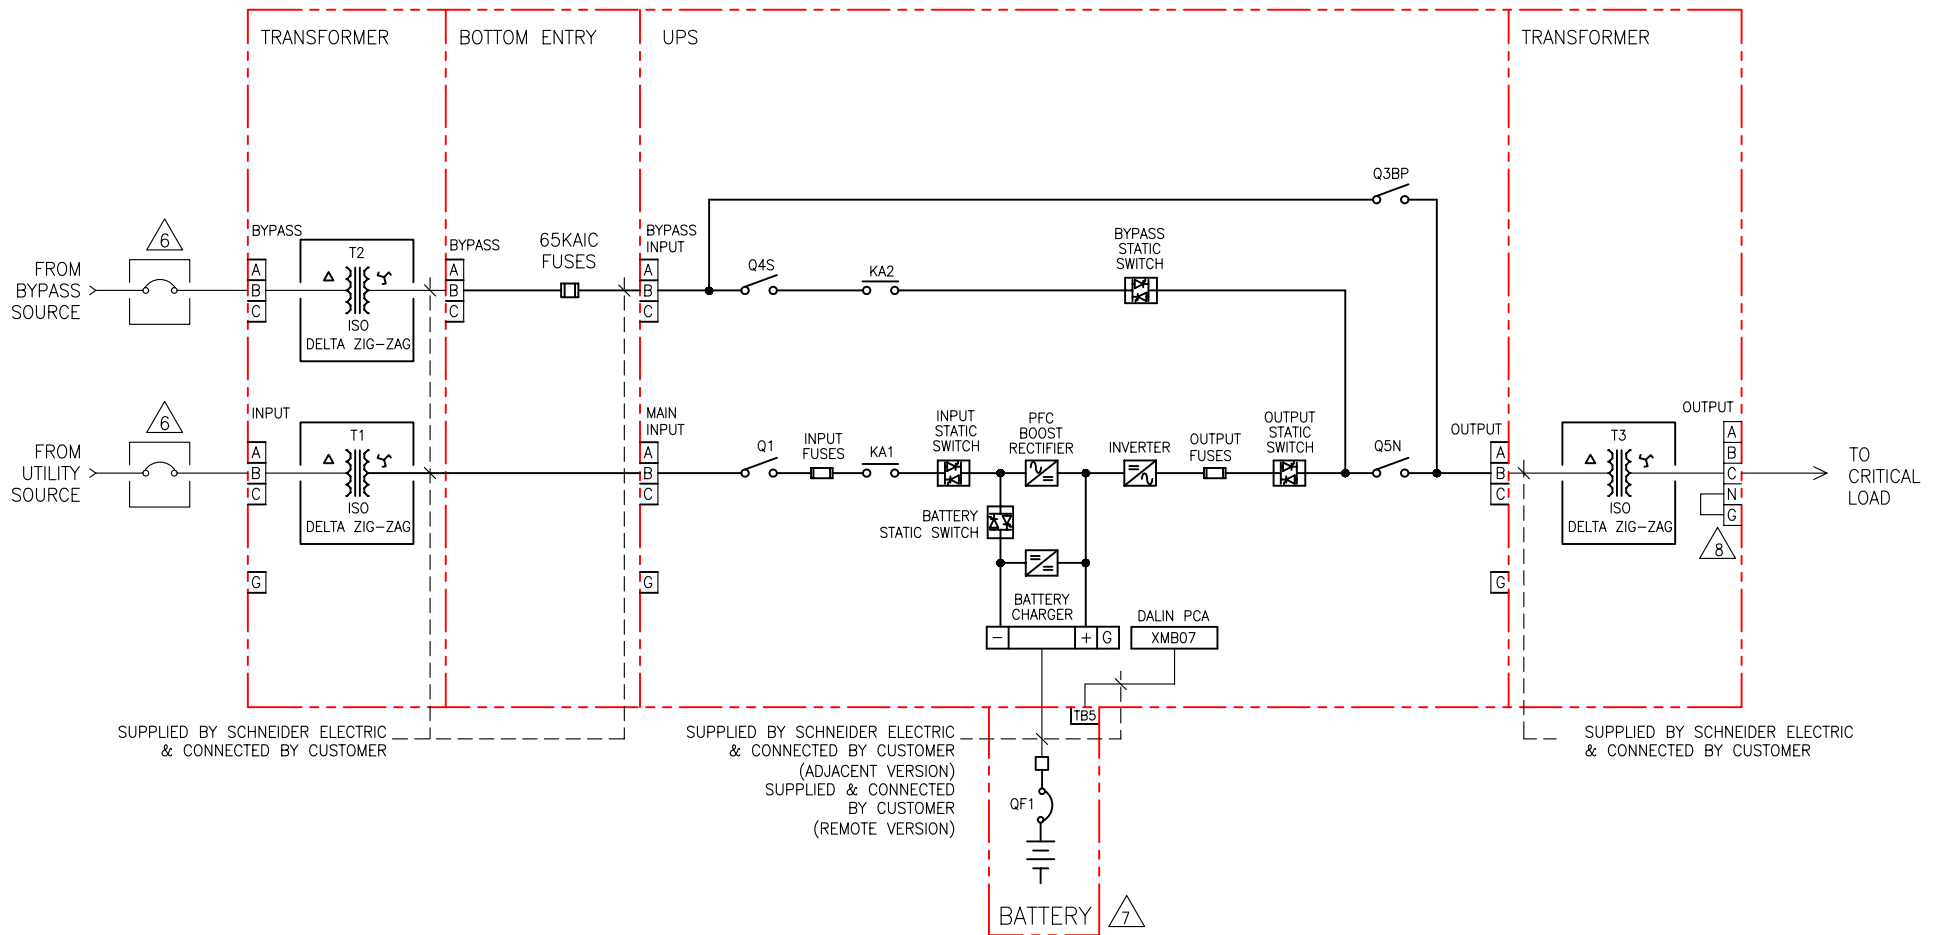 TRANSFORMER
BOTTOM ENTRY
UPS
TRANSFORMER
Q3BP
6
BYPASS
T2
BYPASS
65KAIC
FUSES
BYPASS
INPUT
BYPASS
STATIC
SWITCH
FROM
BYPASS
SOURCE
A
B
C
A
B
C
A
B
C
Q4S
KA2
ISO
DELTA ZIG-ZAG
6
INPUT
T1
MAIN
INPUT
Q1
INPUT
FUSES
KA1
INPUT
STATIC
SWITCH
PFC
BOOST
RECTIFIER
INVERTER
OUTPUT
FUSES
OUTPUT
STATIC
SWITCH
Q5N
OUTPUT
T3
OUTPUT
FROM
UTILITY
SOURCE
A
B
C
A
B
C
A
B
C
A
B
C
N
G
TO
CRITICAL
LOAD
ISO
DELTA ZIG-ZAG
ISO
DELTA ZIG-ZAG
8
BATTERY
STATIC SWITCH
G
G
G
BATTERY
CHARGER
DALIN PCA
- + G
XMB07
TB5
SUPPLIED BY SCHNEIDER ELECTRIC
& CONNECTED BY CUSTOMER
SUPPLIED BY SCHNEIDER ELECTRIC
& CONNECTED BY CUSTOMER
(ADJACENT VERSION)
SUPPLIED & CONNECTED
BY CUSTOMER
(REMOTE VERSION)
SUPPLIED BY SCHNEIDER ELECTRIC
& CONNECTED BY CUSTOMER
QF1
BATTERY
7